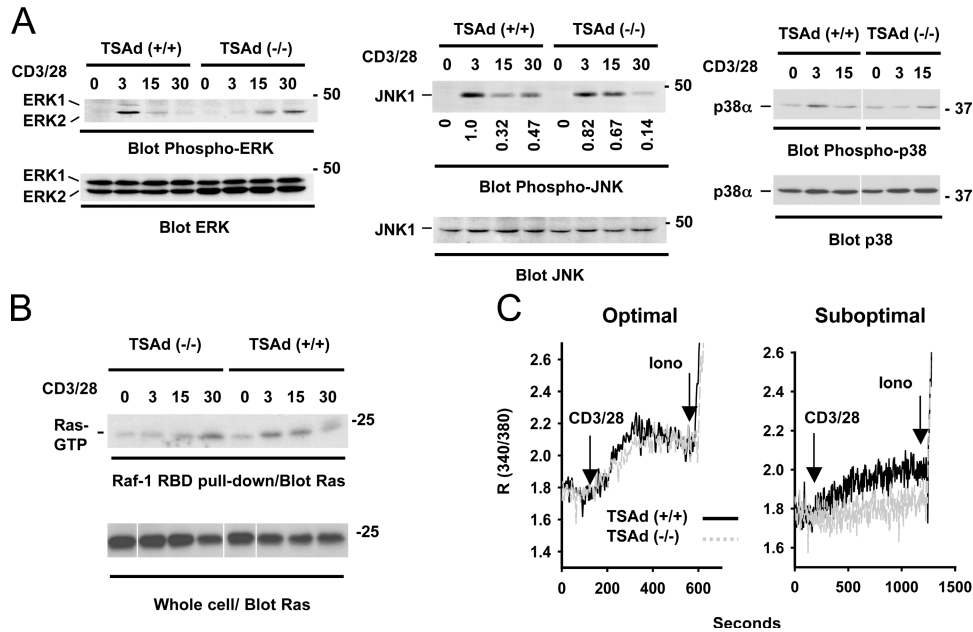 A
TSAd (+/+) TSAd (-/-)
CD3/28 0 3 15 30 0 3 15 30
ERK1
ERK2
- 50
Blot Phospho-ERK
ERK1
ERK2
- 50
Blot ERK
TSAd (+/+) TSAd (-/-)
CD3/28 0 3 15 30 0 3 15 30
JNK1 - 50
0 1.0 0.32 0.47 0 0.82 0.67 0.14
Blot Phospho-JNK
JNK1 - 50
Blot JNK
TSAd (+/+) TSAd (-/-)
CD3/28 0 3 15 0 3 15
p38α - 37
Blot Phospho-p38
p38α - 37
Blot p38
B
TSAd (-/-) TSAd (+/+)
CD3/28 0 3 15 30 0 3 15 30
Ras-
GTP
-25
Raf-1 RBD pull-down/Blot Ras
-25
Whole cell/ Blot Ras
C
Optimal
R (340/380)
2.6
2.4
2.2
2.0
1.8
1.6
1.4
CD3/28
Iono
TSAd (+/+)
TSAd (-/-)
0 200 400 600
Suboptimal
2.6
2.4
2.2
2.0
1.8
1.6
CD3/28
Iono
0 500 1000 1500
Seconds